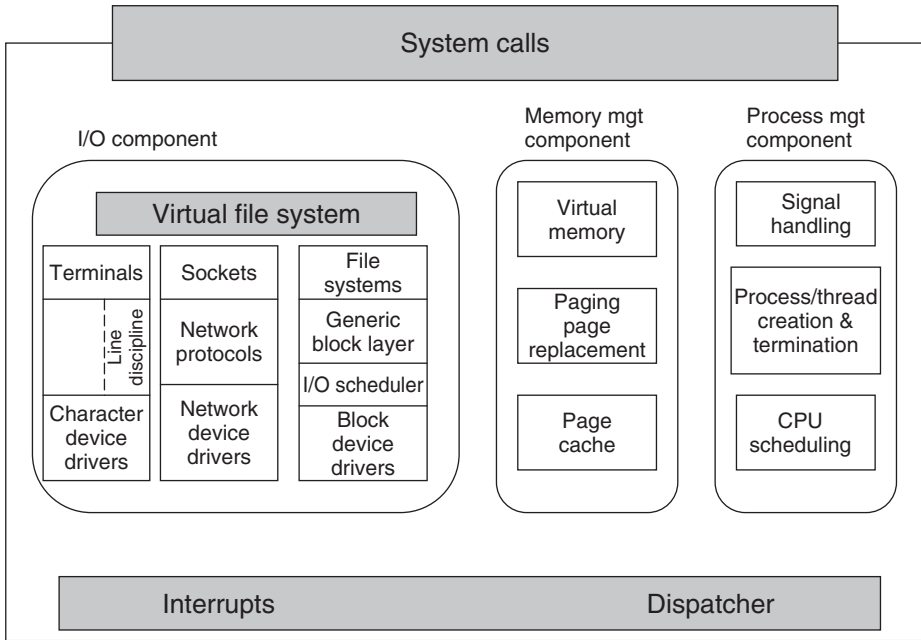 System calls
I/O component
Memory mgt
component
Process mgt
component
Virtual file system
Terminals
Line
discipline
Character
device
drivers
Sockets
Network
protocols
Network
device
drivers
File
systems
Generic
block layer
I/O scheduler
Block
device
drivers
Virtual
memory
Paging
page
replacement
Page
cache
Signal
handling
Process/thread
creation &
termination
CPU
scheduling
Interrupts
Dispatcher